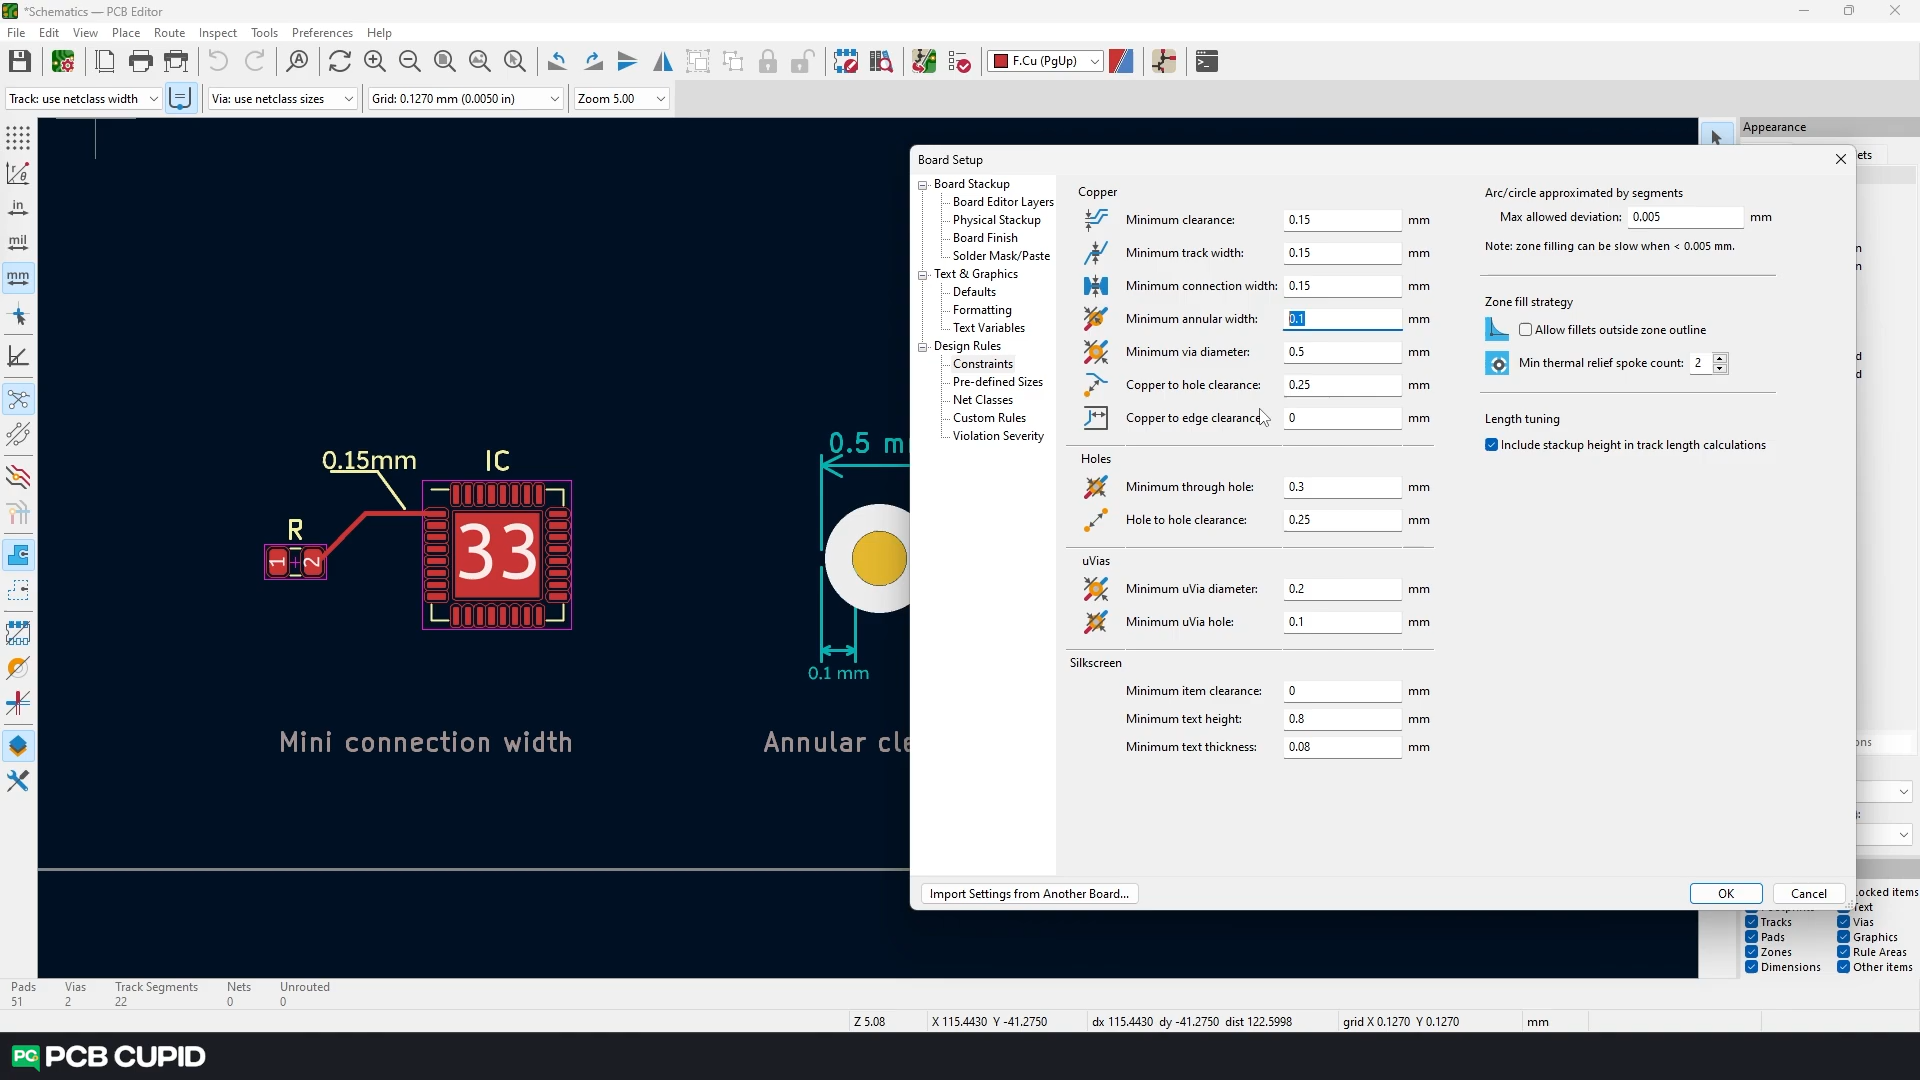 *Schematics — PCB Editor
File Edit View Place Route Inspect Tools Preferences Help
F.Cu (PgUp)
Track: use netclass width Via: use netclass sizes Grid: 0.1270 mm (0.0050 in) Zoom 5.00
in
mil
mm
Appearance
ets
Board Setup
Board Stackup
Board Editor Layers
Physical Stackup
Board Finish
Solder Mask/Paste
Text & Graphics
Defaults
Formatting
Text Variables
Design Rules
Constraints
Pre-defined Sizes
Net Classes
Custom Rules
Violation Severity
Copper
Minimum clearance: 0.15 mm
Minimum track width: 0.15 mm
Minimum connection width: 0.15 mm
Minimum annular width: 0.1 mm
Minimum via diameter: 0.5 mm
Copper to hole clearance: 0.25 mm
Copper to edge clearance 0 mm
Holes
Minimum through hole: 0.3 mm
Hole to hole clearance: 0.25 mm
uVias
Minimum uVia diameter: 0.2 mm
Minimum uVia hole: 0.1 mm
Silkscreen
Minimum item clearance: 0 mm
Minimum text height: 0.8 mm
Minimum text thickness: 0.08 mm
Arc/circle approximated by segments
Max allowed deviation: 0.005 mm
Note: zone filling can be slow when < 0.005 mm.
Zone fill strategy
Allow fillets outside zone outline
Min thermal relief spoke count: 2
Length tuning
Include stackup height in track length calculations
Import Settings from Another Board...
OK Cancel
0.15mm IC
R
1 2
33
Mini connection width
0.5 m
0.1 mm
Annular cle
ons
ocked items
Text
Tracks Vias
Pads Graphics
Zones Rule Areas
Dimensions Other items
Pads Vias Track Segments Nets Unrouted
51 2 22 0 0
Z 5.08 X 115.4430 Y -41.2750 dx 115.4430 dy -41.2750 dist 122.5998 grid X 0.1270 Y 0.1270 mm
PC PCB CUPID